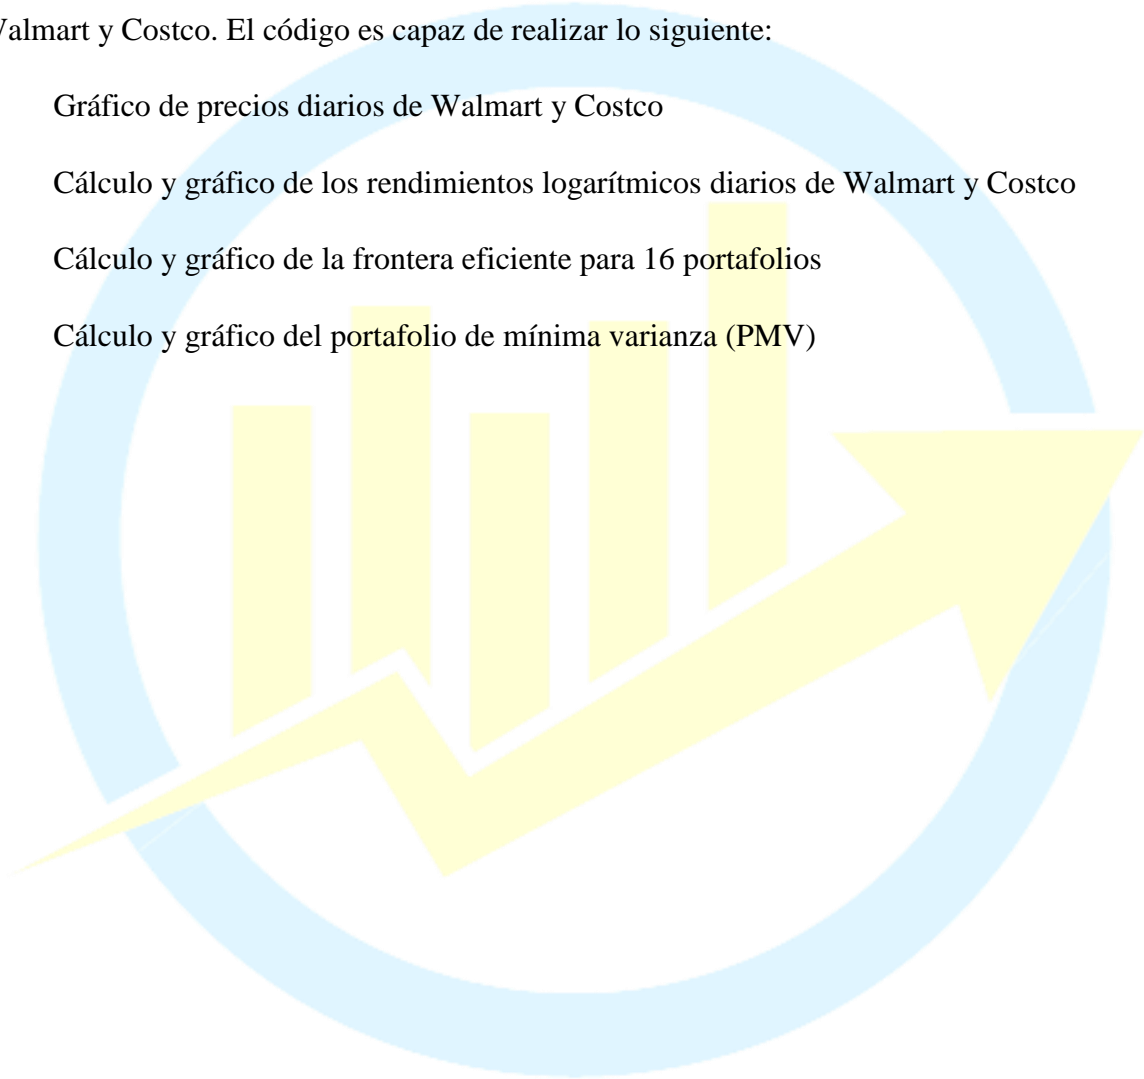 Walmart y Costco. El código es capaz de realizar lo siguiente:
Gráfico de precios diarios de Walmart y Costco
Cálculo y gráfico de los rendimientos logarítmicos diarios de Walmart y Costco
Cálculo y gráfico de la frontera eficiente para 16 portafolios
Cálculo y gráfico del portafolio de mínima varianza (PMV)